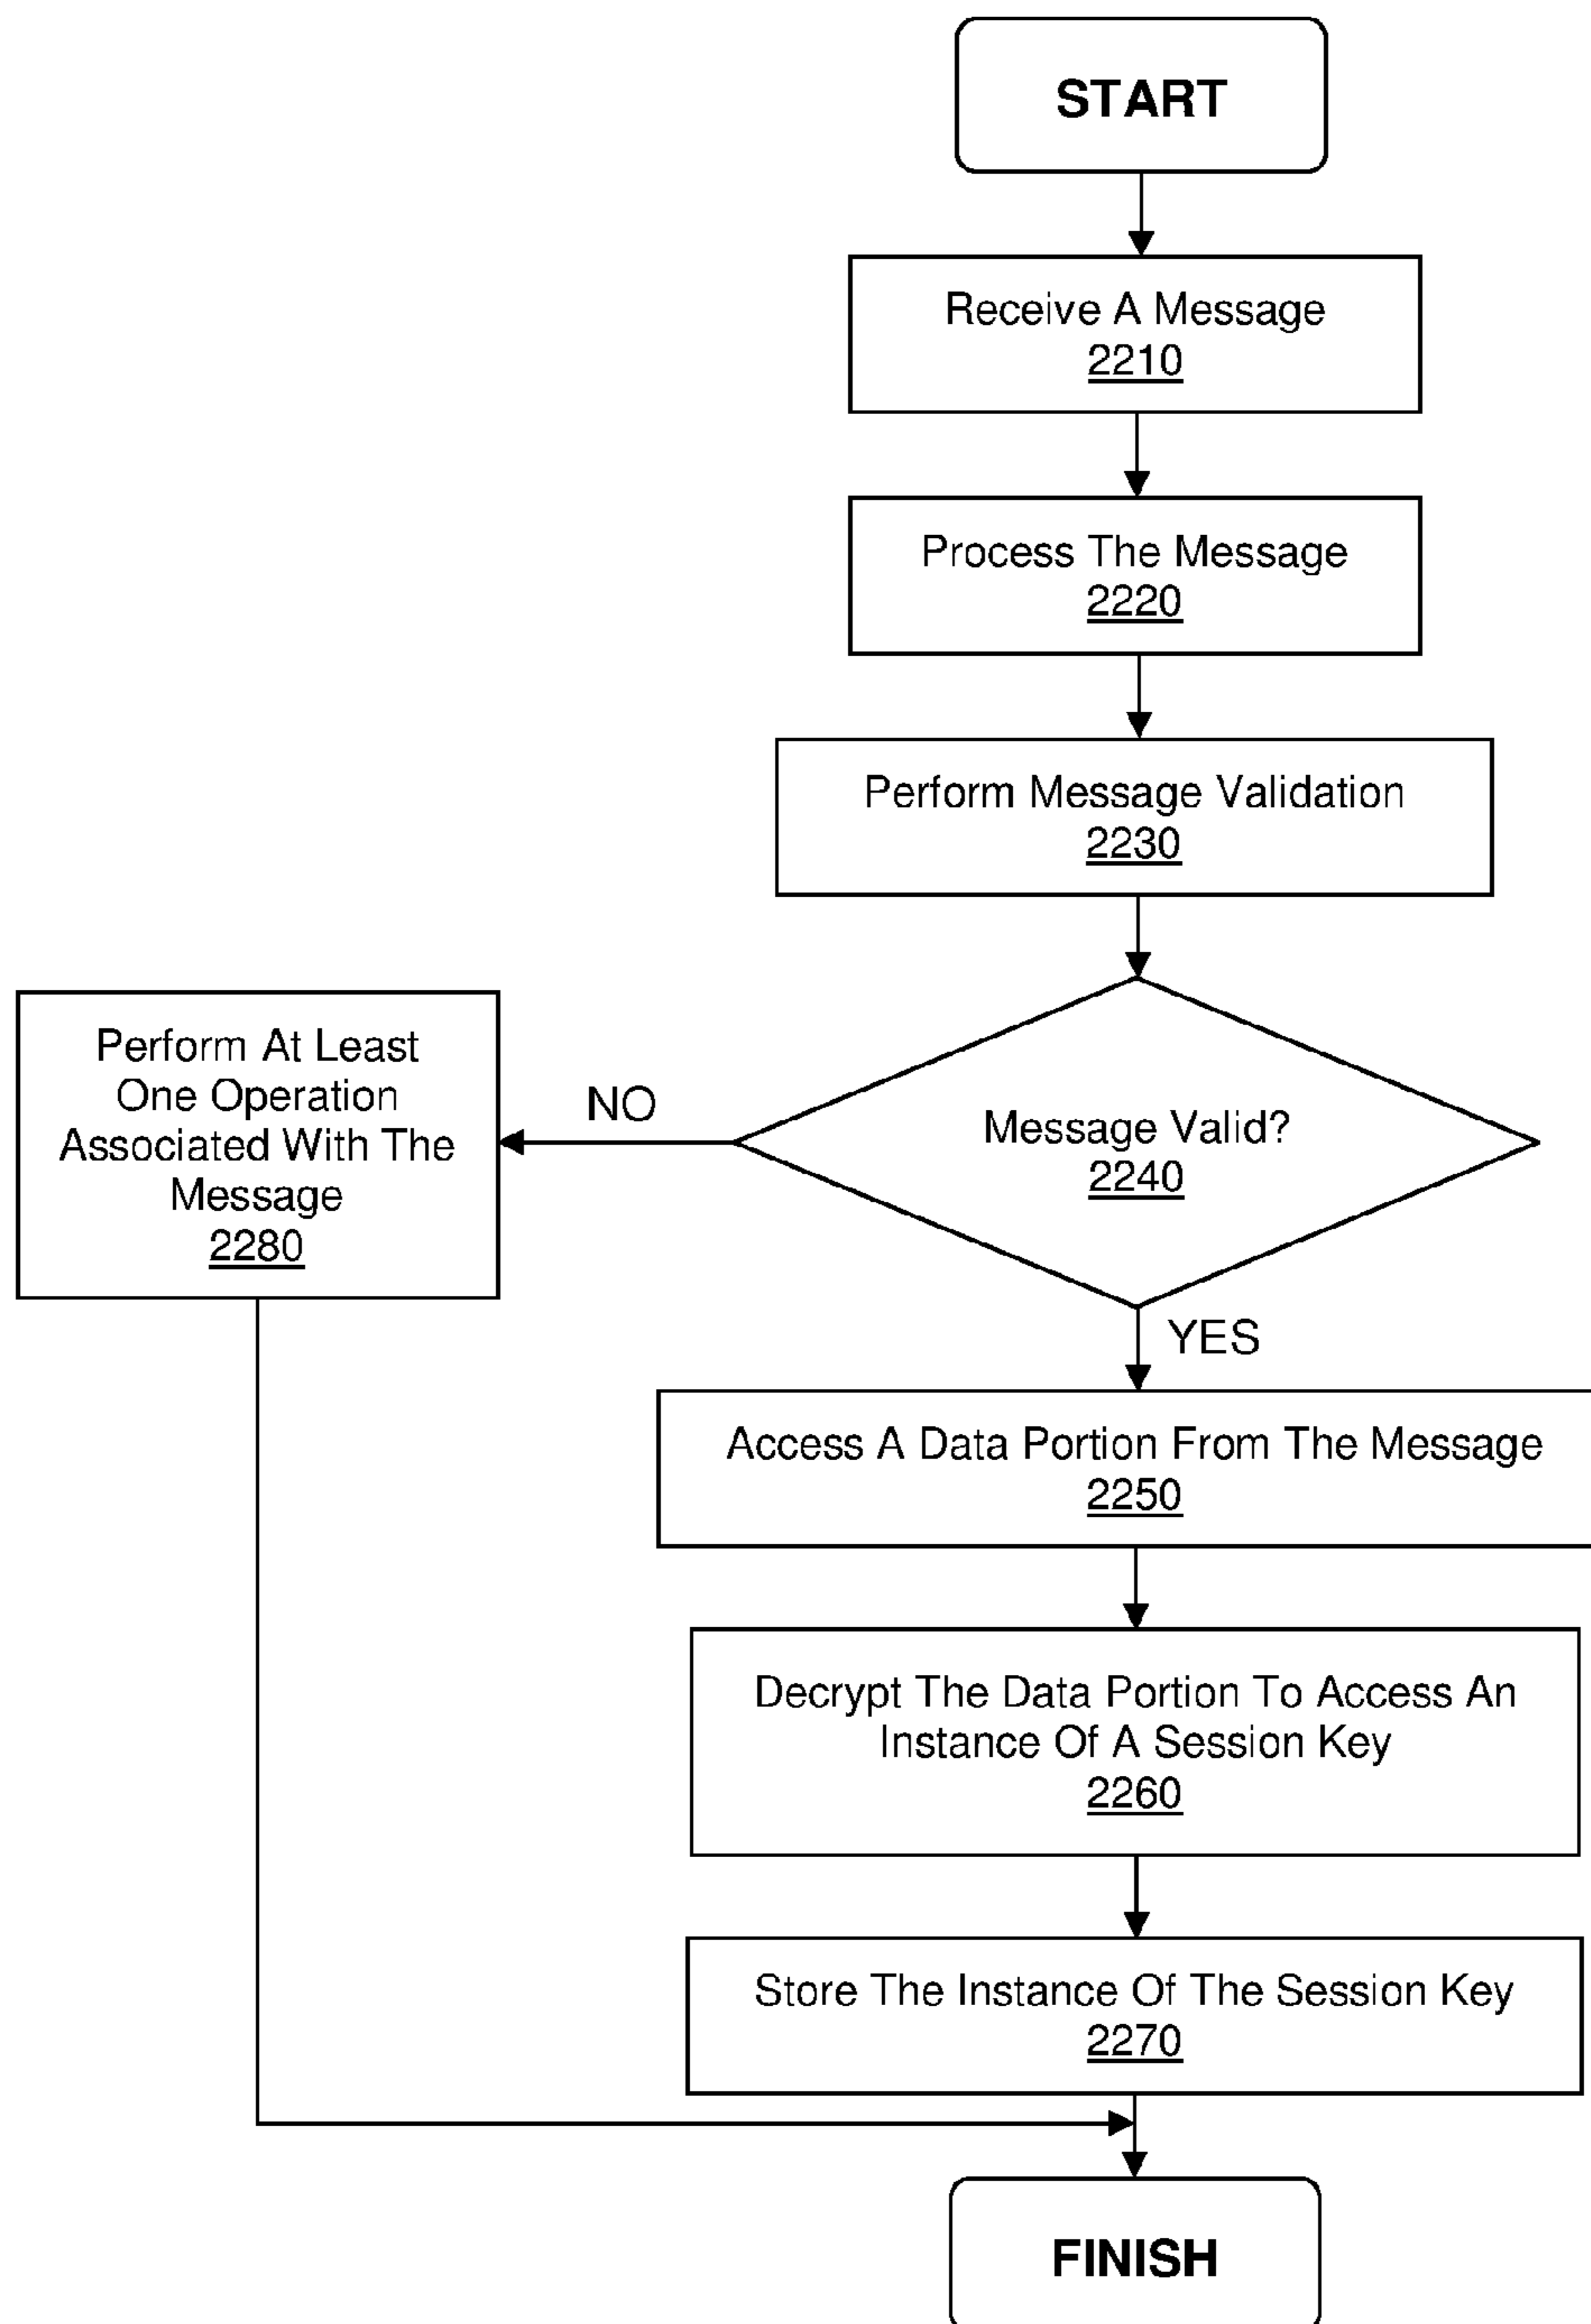 START
Receive A Message
2210
Process The Message
2220
Perform Message Validation
2230
Perform At Least
One Operation
Associated With The
Message
2280
NO
Message Valid?
2240
YES
Access A Data Portion From The Message
2250
Decrypt The Data Portion To Access An
Instance Of A Session Key
2260
Store The Instance Of The Session Key
2270
FINISH